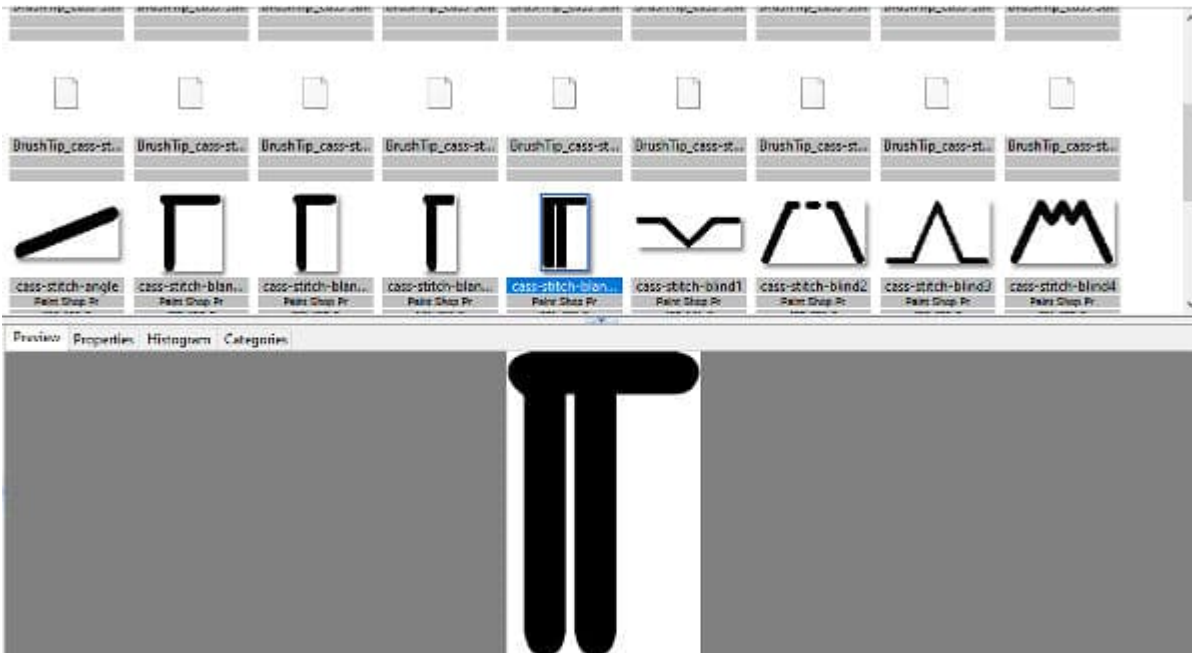 BrushTip_cass-st... BrushTip_cass-st... BrushTip_cass-st... BrushTip_cass-st... BrushTip_cass-st... BrushTip_cass-st... BrushTip_cass-st... BrushTip_cass-st... BrushTip_cass-st...
cass-stitch-angle cass-stitch-blan... cass-stitch-blan... cass-stitch-blan... cass-stitch-blan... cass-stitch-blind1 cass-stitch-blind2 cass-stitch-blind3 cass-stitch-blind4
Paint Shop Pr Paint Shop Pr Paint Shop Pr Paint Shop Pr Paint Shop Pr Paint Shop Pr Paint Shop Pr Paint Shop Pr Paint Shop Pr
Preview Properties Histogram Categories